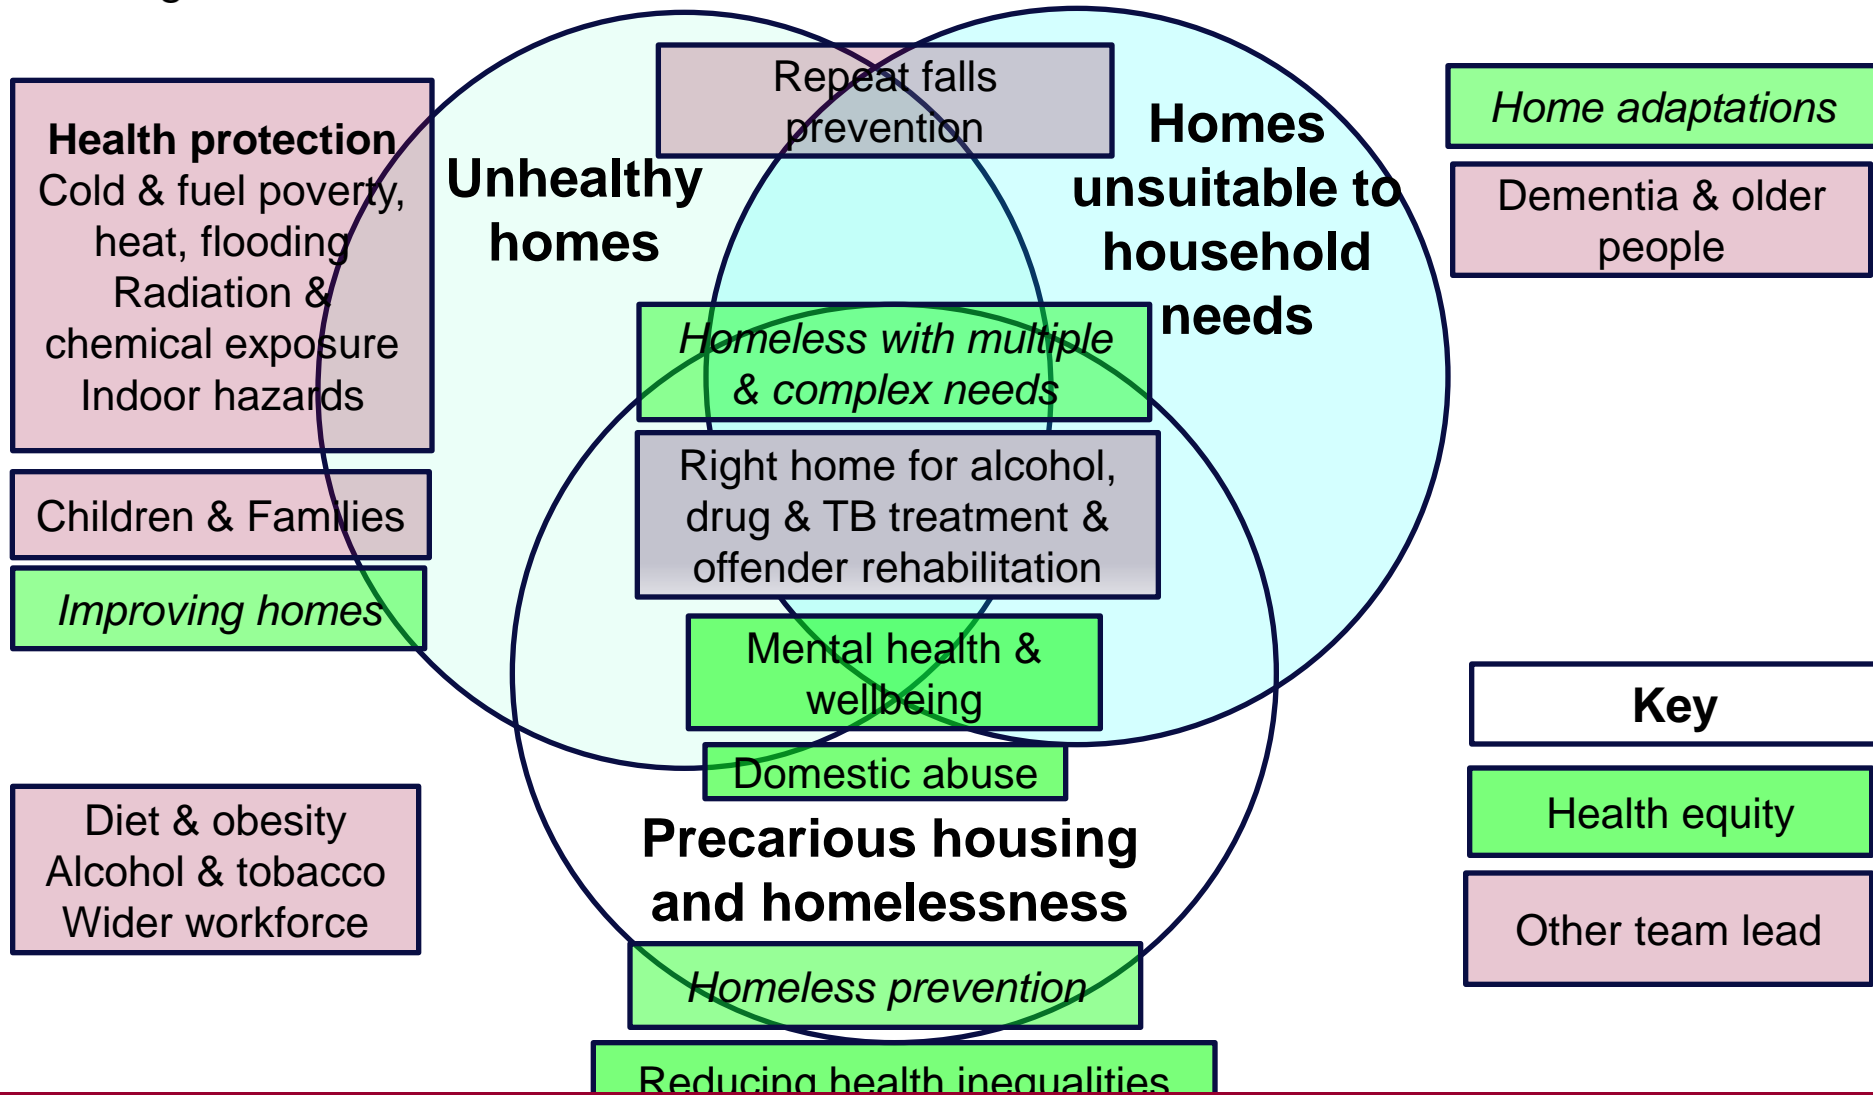 Repeat falls
prevention
Health protection
Cold & fuel poverty,
heat, flooding
Radiation &
chemical exposure
Indoor hazards
Unhealthy
homes
Homes
unsuitable to
household
needs
Home adaptations
Dementia & older
people
Homeless with multiple
& complex needs
Right home for alcohol,
drug & TB treatment &
offender rehabilitation
Children & Families
Improving homes
Mental health &
wellbeing
Domestic abuse
Precarious housing
and homelessness
Diet & obesity
Alcohol & tobacco
Wider workforce
Homeless prevention
Reducing health inequalities
Key
Health equity
Other team lead